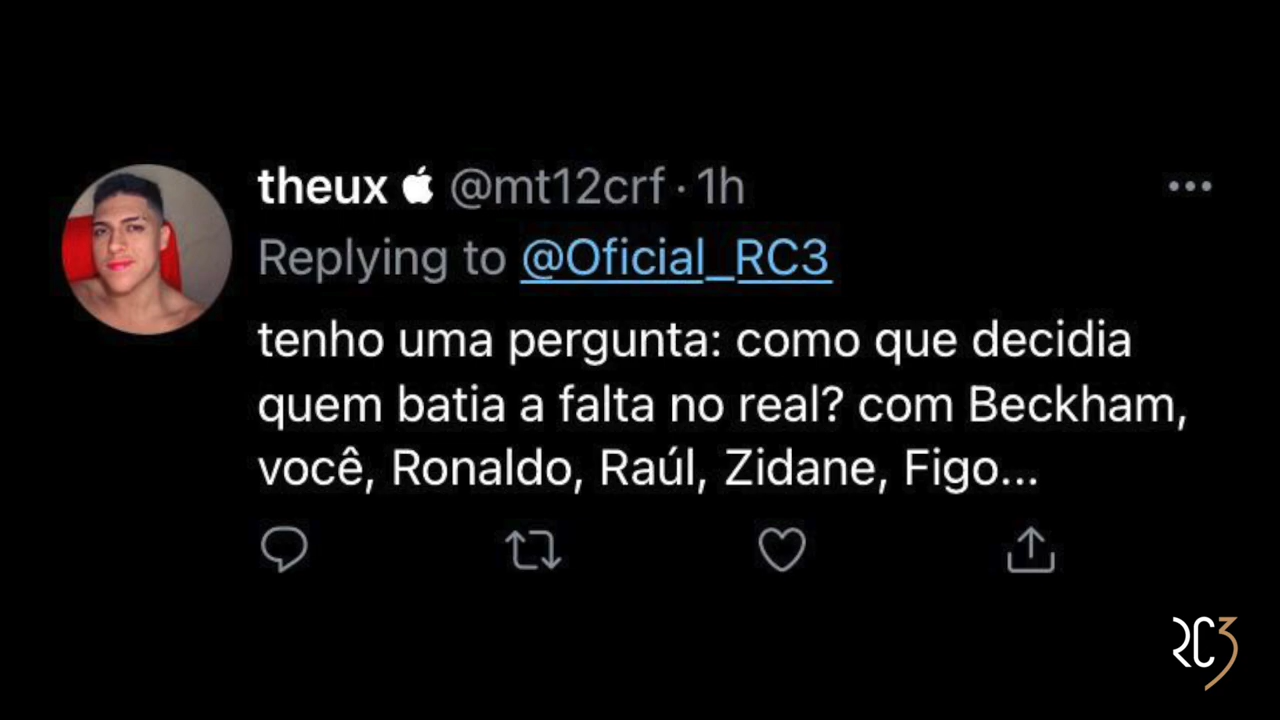 theux @mt12crf · 1h
Replying to @Oficial_RC3
tenho uma pergunta: como que decidia
quem batia a falta no real? com Beckham,
você, Ronaldo, Raúl, Zidane, Figo...
RC3